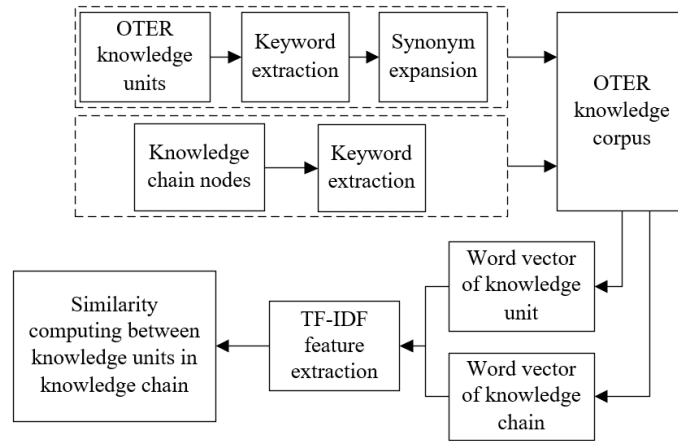 OTER
knowledge
units
Keyword
extraction
Synonym
expansion
OTER
knowledge
corpus
Knowledge
chain nodes
Keyword
extraction
Word vector
of knowledge
unit
Similarity
computing between
knowledge units in
knowledge chain
TF-IDF
feature
extraction
Word vector
of knowledge
chain